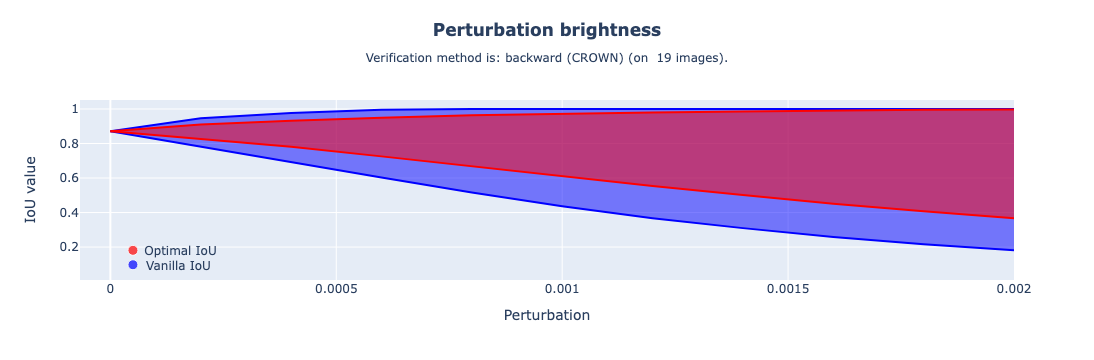 Perturbation brightness
Verification method is: backward (CROWN) (on  19 images).
IoU value
1
0.8
0.6
0.4
0.2
Optimal IoU
Vanilla IoU
0
0.0005
0.001
0.0015
0.002
Perturbation